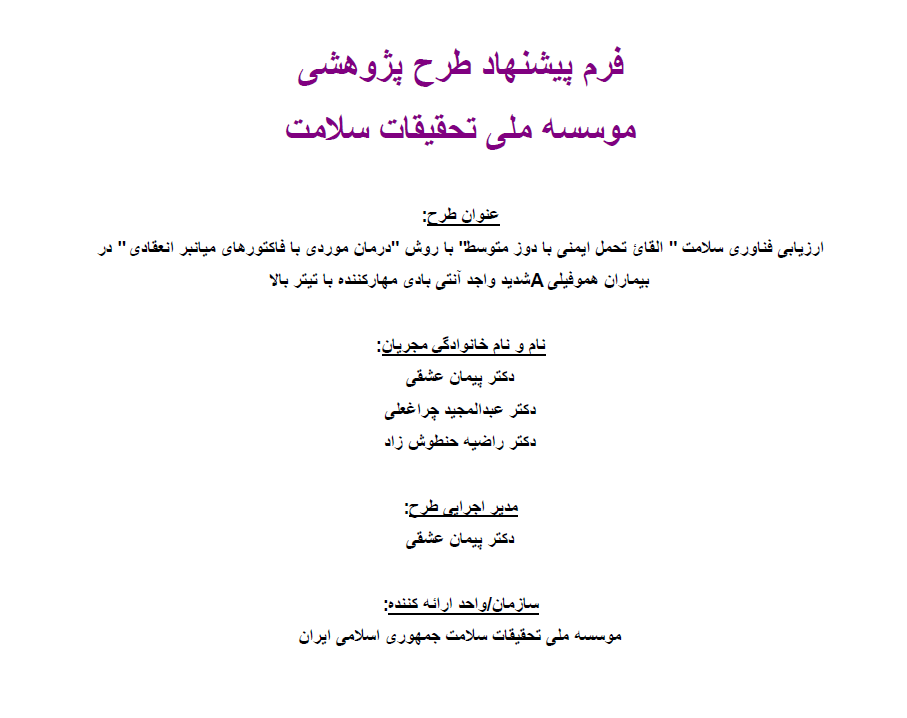 فرم پیشنهاد طرح پژوهشی
موسسه ملی تحقیقات سلامت
عنوان طرح:
ارزیابی فناوری سلامت " القائ تحمل ایمنی با دوز متوسط" با روش "درمان موردی با فاکتورهای میانبر انعقادی " در
بیماران هموفیلی Aشدید واجد آنتی بادی مهارکننده با تیتر بالا
نام و نام خانوادگی مجریان:
دکتر پیمان عشقی
دکتر عبدالمجید چراغعلی
دکتر راضیه حنطوش زاد
مدیر اجرایی طرح:
دکتر پیمان عشقی
سازمان/واحد ارائه کننده:
موسسه ملی تحقیقات سلامت جمهوری اسلامی ایران